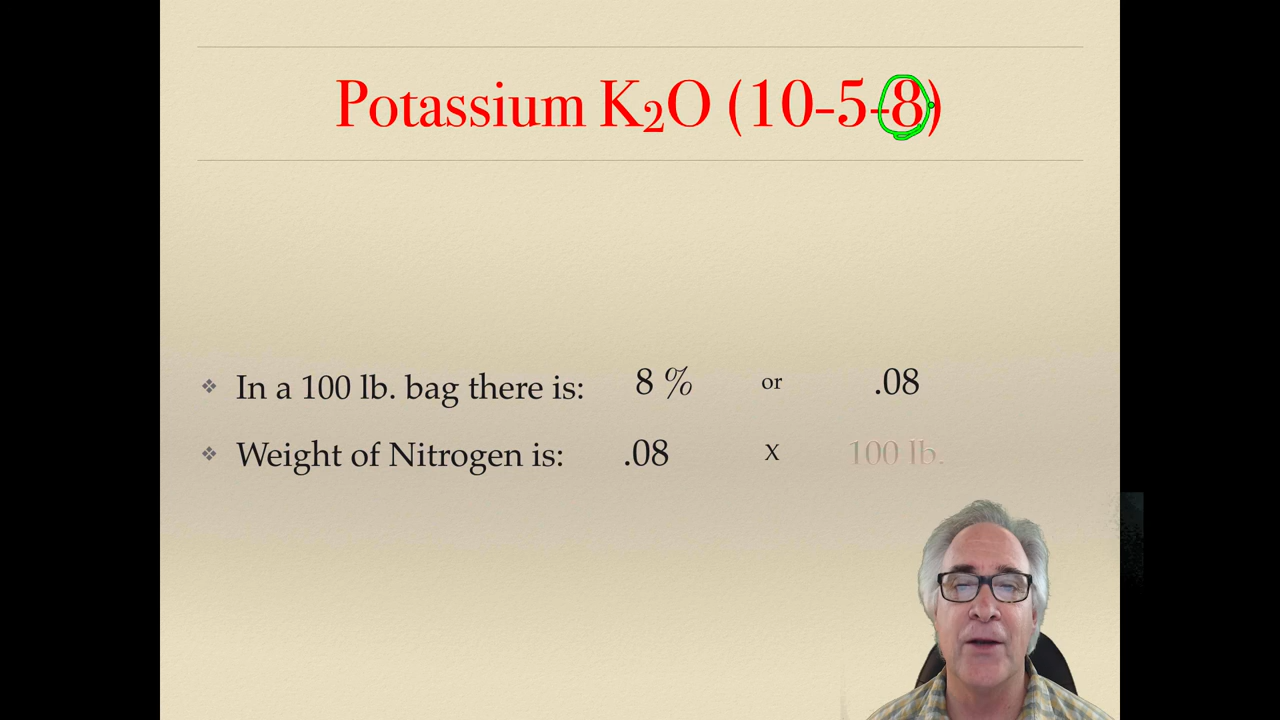 Potassium K₂O (10-5-8)
In a 100 lb. bag there is: 8 % or .08
Weight of Nitrogen is: .08 X 100 lb.